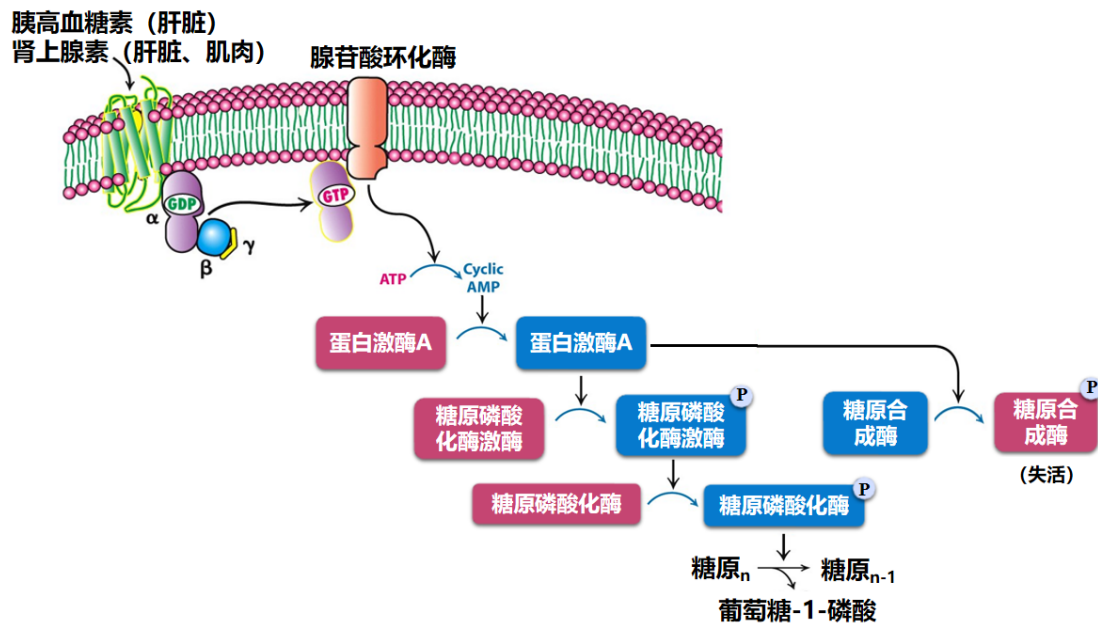 胰高血糖素（肝脏）
肾上腺素（肝脏、肌肉）
腺苷酸环化酶
GDP
GTP
α
β
γ
ATP
Cyclic
AMP
蛋白激酶A
蛋白激酶A
糖原磷酸
化酶激酶
糖原磷酸
化酶激酶
P
糖原合
成酶
糖原合
成酶
P
(失活)
糖原磷酸化酶
糖原磷酸化酶
P
糖原n
糖原n-1
葡萄糖-1-磷酸